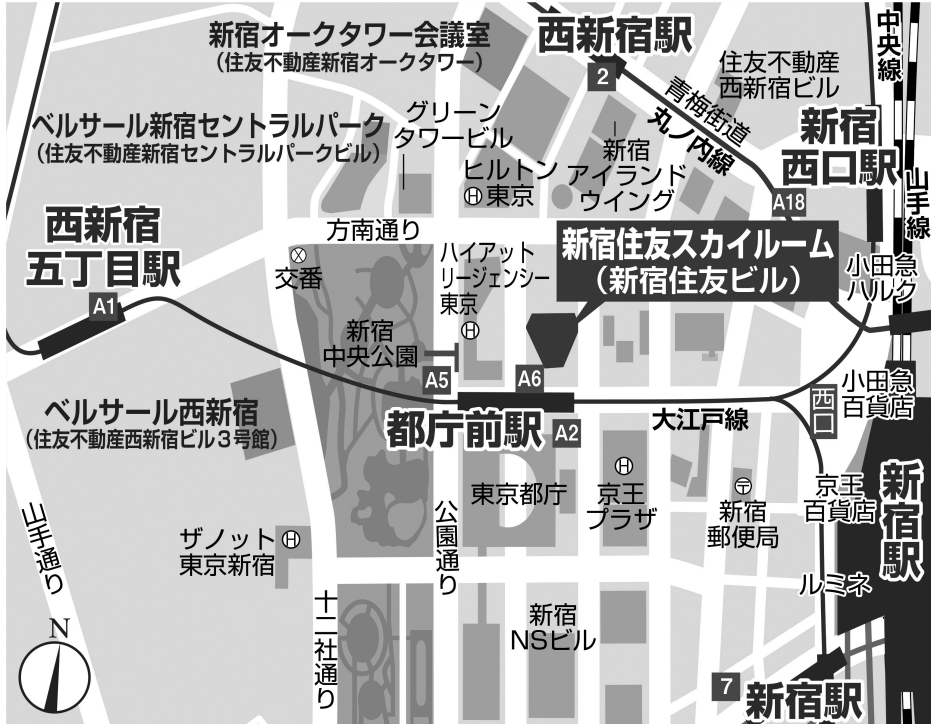 新宿オークタワー会議室
（住友不動産新宿オークタワー）
西新宿駅
2
中央線
住友不動産
西新宿ビル
青梅街道
丸ノ内線
ベルサール新宿セントラルパーク
（住友不動産新宿セントラルパークビル）
グリーン
タワービル
ヒルトン
H東京
新宿
アイランド
ウイング
新宿
西口駅
A18
山手線
西新宿
五丁目駅
A1
方南通り
交番
ハイアット
リージェンシー
東京
H
新宿住友スカイルーム
（新宿住友ビル）
小田急
ハルク
新宿
中央公園
A5
A6
都庁前駅
A2
大江戸線
西口
小田急
百貨店
ベルサール西新宿
（住友不動産西新宿ビル３号館）
東京都庁
H
京王
プラザ
〒
新宿
郵便局
京王
百貨店
新宿駅
山手通り
ザノット
東京新宿
H
公園通り
ルミネ
十二社通り
新宿
NSビル
N
7
新宿駅